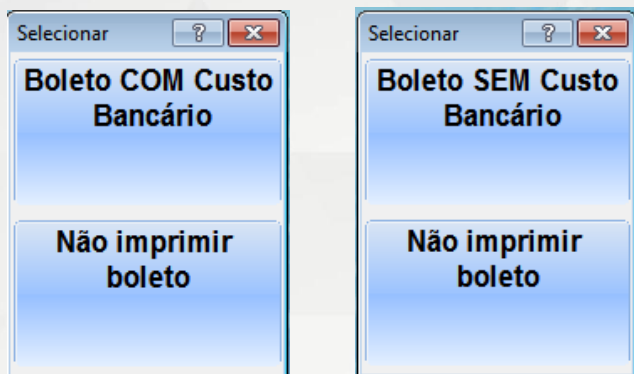 Selecionar
Boleto COM Custo
Bancário
Não imprimir
boleto
Selecionar
Boleto SEM Custo
Bancário
Não imprimir
boleto